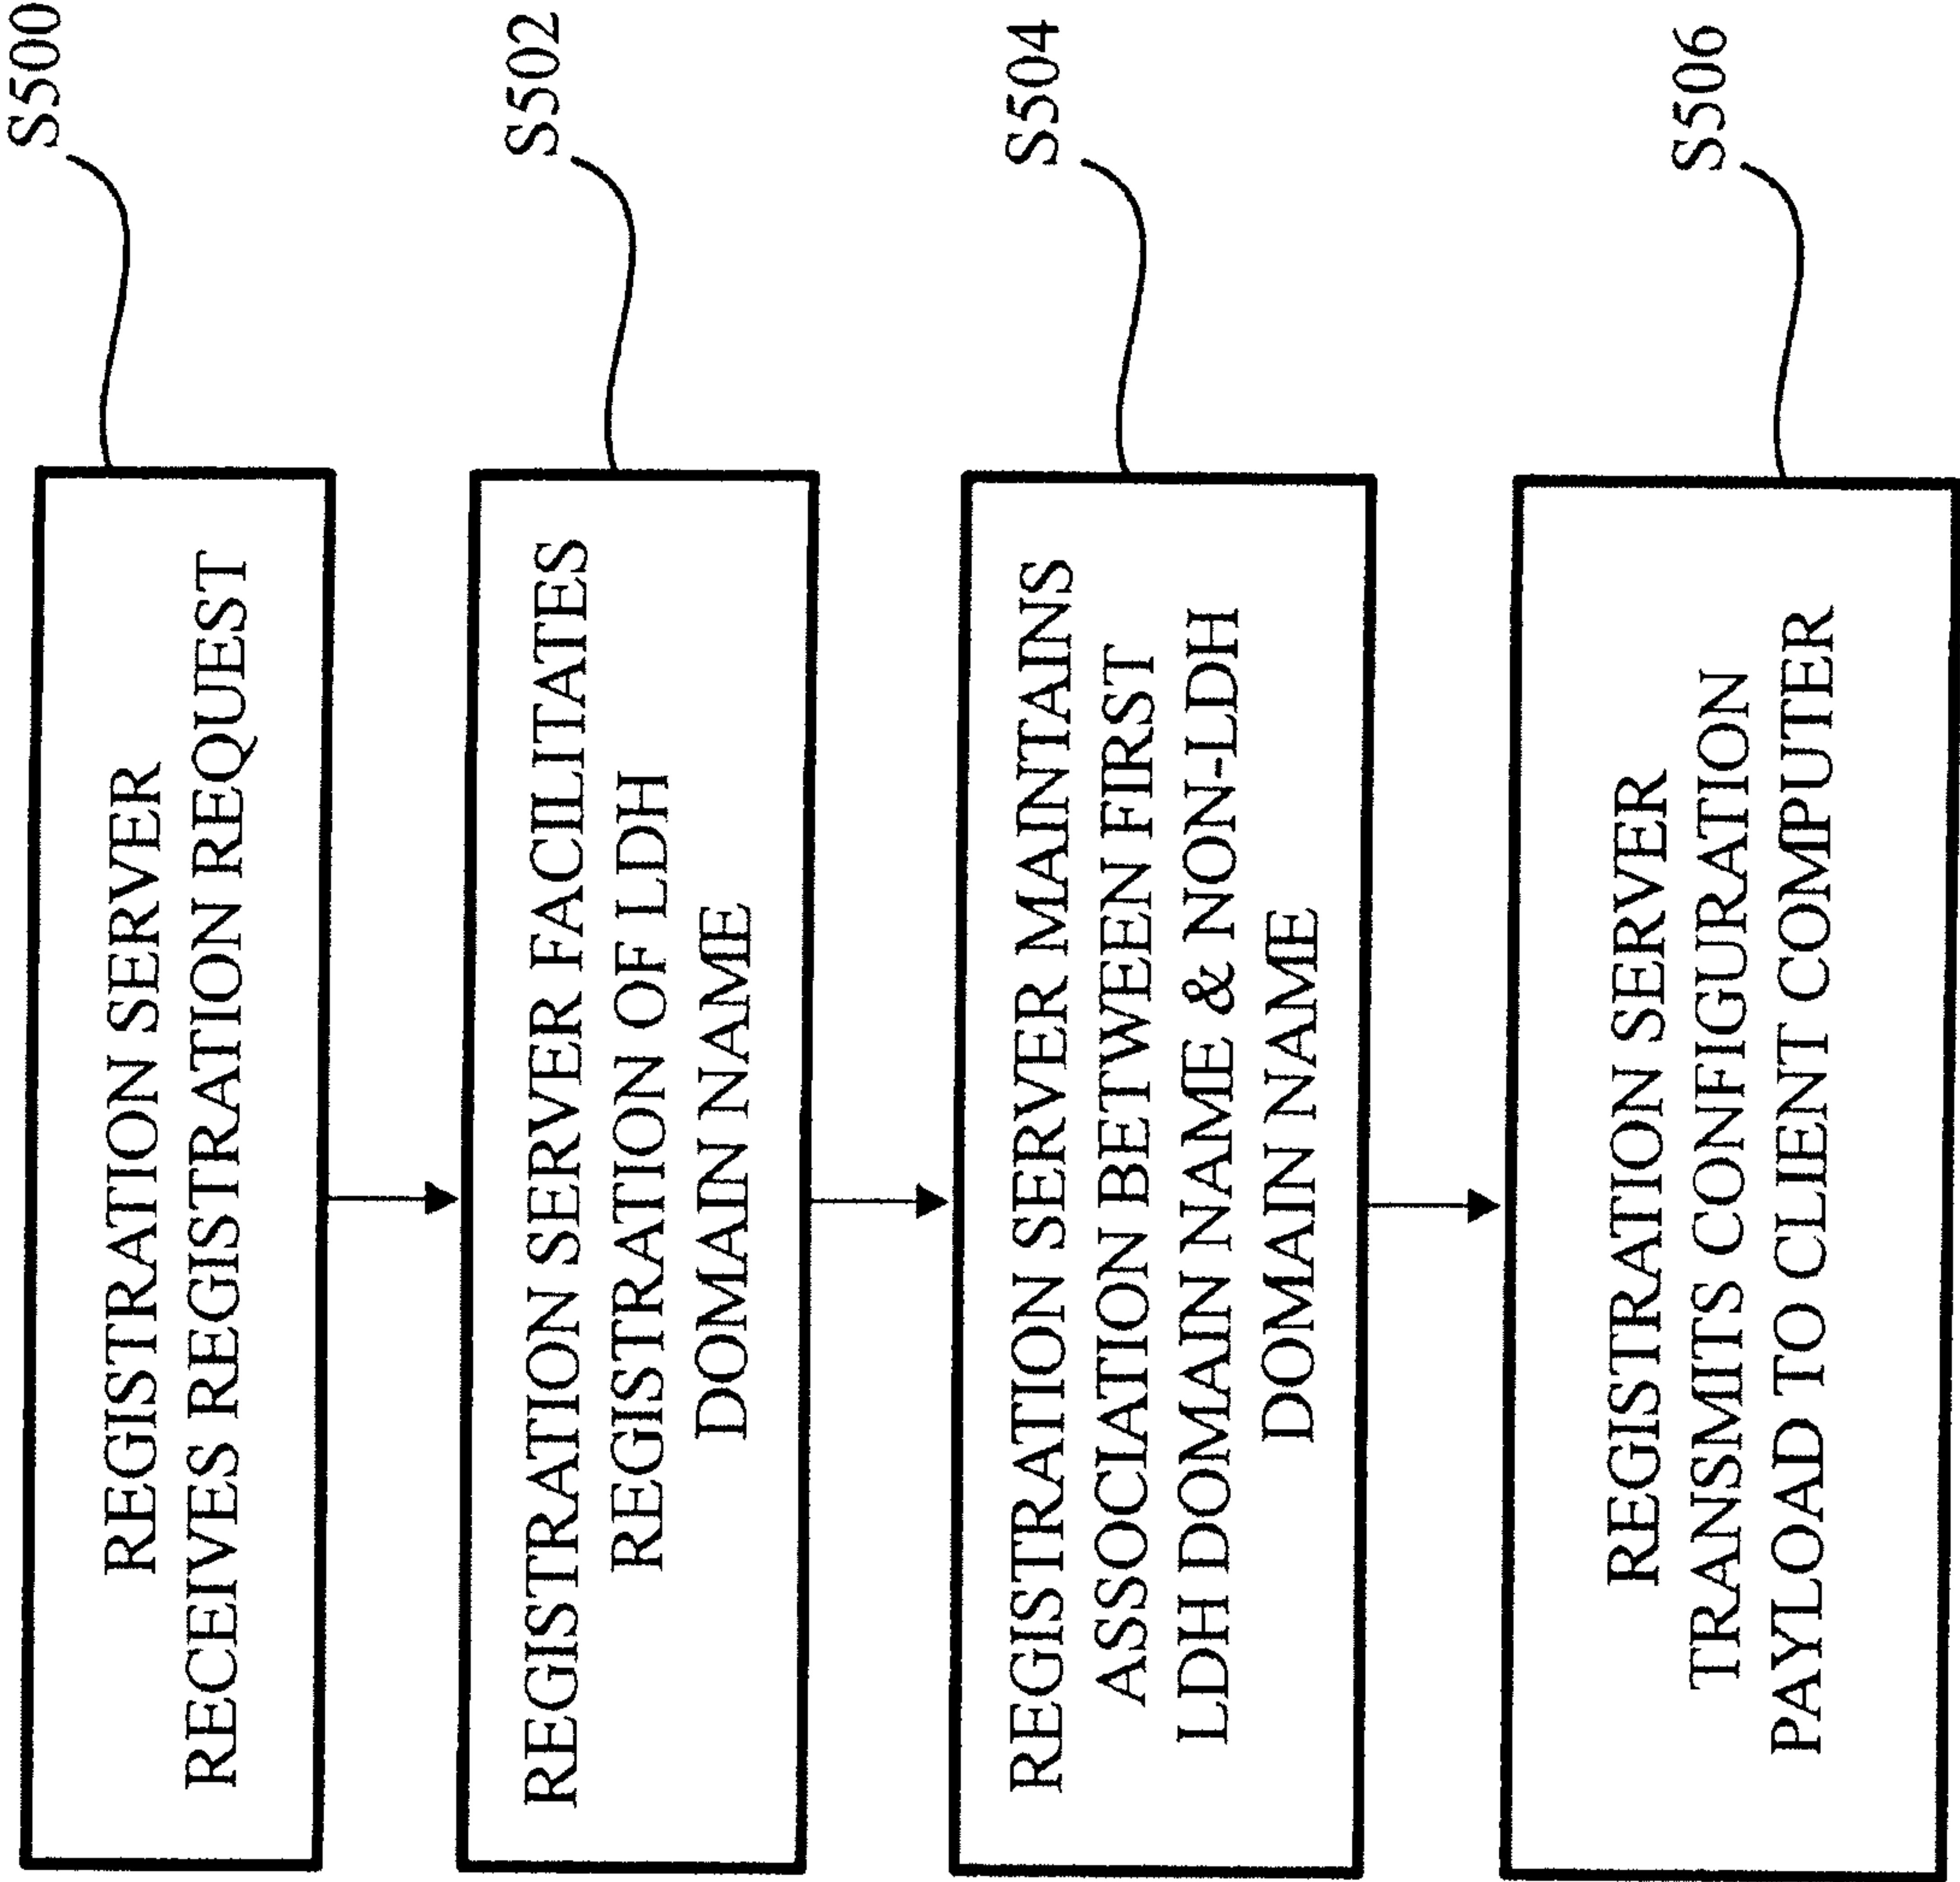 REGISTRATION SERVER
RECEIVES REGISTRATION REQUEST
S500
REGISTRATION SERVER FACILITATES
REGISTRATION OF LDH
DOMAIN NAME
S502
REGISTRATION SERVER MAINTAINS
ASSOCIATION BETWEEN FIRST
LDH DOMAIN NAME & NON-LDH
DOMAIN NAME
S504
REGISTRATION SERVER
TRANSMITS CONFIGURATION
PAYLOAD TO CLIENT COMPUTER
S506